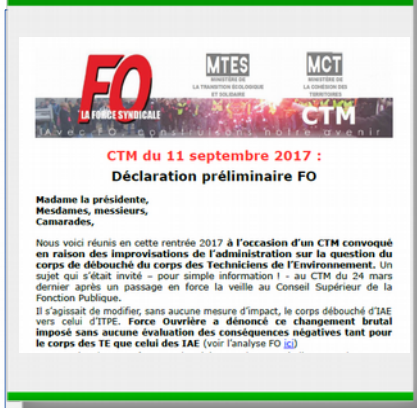 FO
LA FORCE SYNDICALE
MTES
MINISTÈRE DE
LA TRANSITION ÉCOLOGIQUE
ET SOLIDAIRE
MCT
MINISTÈRE DE
LA COHÉSION DES
TERRITOIRES
CTM
Avec FO construisons notre avenir
CTM du 11 septembre 2017 :
Déclaration préliminaire FO
Madame la présidente,
Mesdames, messieurs,
Camarades,
Nous voici réunis en cette rentrée 2017 à l'occasion d'un CTM convoqué
en raison des improvisations de l'administration sur la question du
corps de débouché du corps des Techniciens de l'Environnement. Un
sujet qui s'était invité – pour simple information ! - au CTM du 24 mars
dernier après un passage en force la veille au Conseil Supérieur de la
Fonction Publique.
Il s'agissait de modifier, sans aucune mesure d'impact, le corps débouché d'IAE
vers celui d'ITPE. Force Ouvrière a dénoncé ce changement brutal
imposé sans aucune évaluation des conséquences négatives tant pour
le corps des TE que celui des IAE (voir l'analyse FO ici)